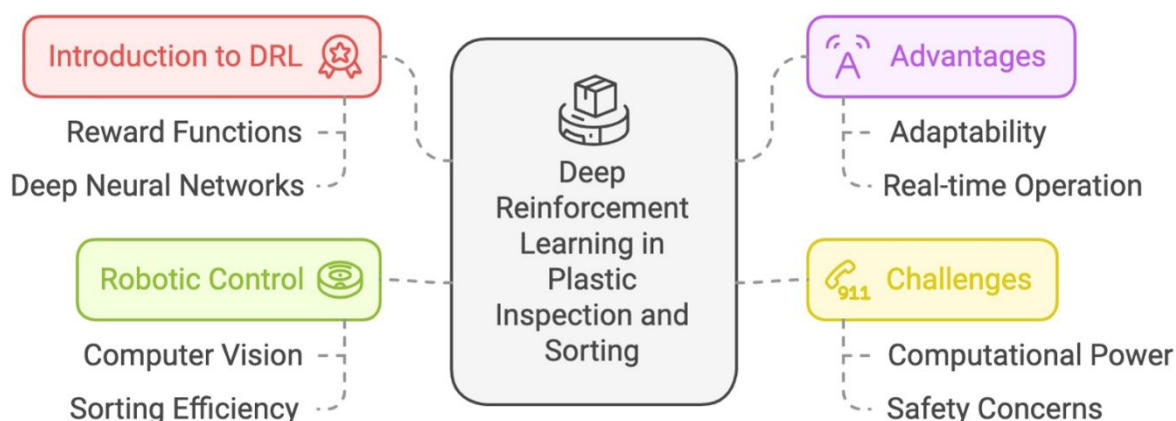 Introduction to DRL
Reward Functions
Deep Neural Networks
Robotic Control
Computer Vision
Sorting Efficiency
Deep
Reinforcement
Learning in
Plastic
Inspection and
Sorting
Advantages
Adaptability
Real-time Operation
911
Challenges
Computational Power
Safety Concerns